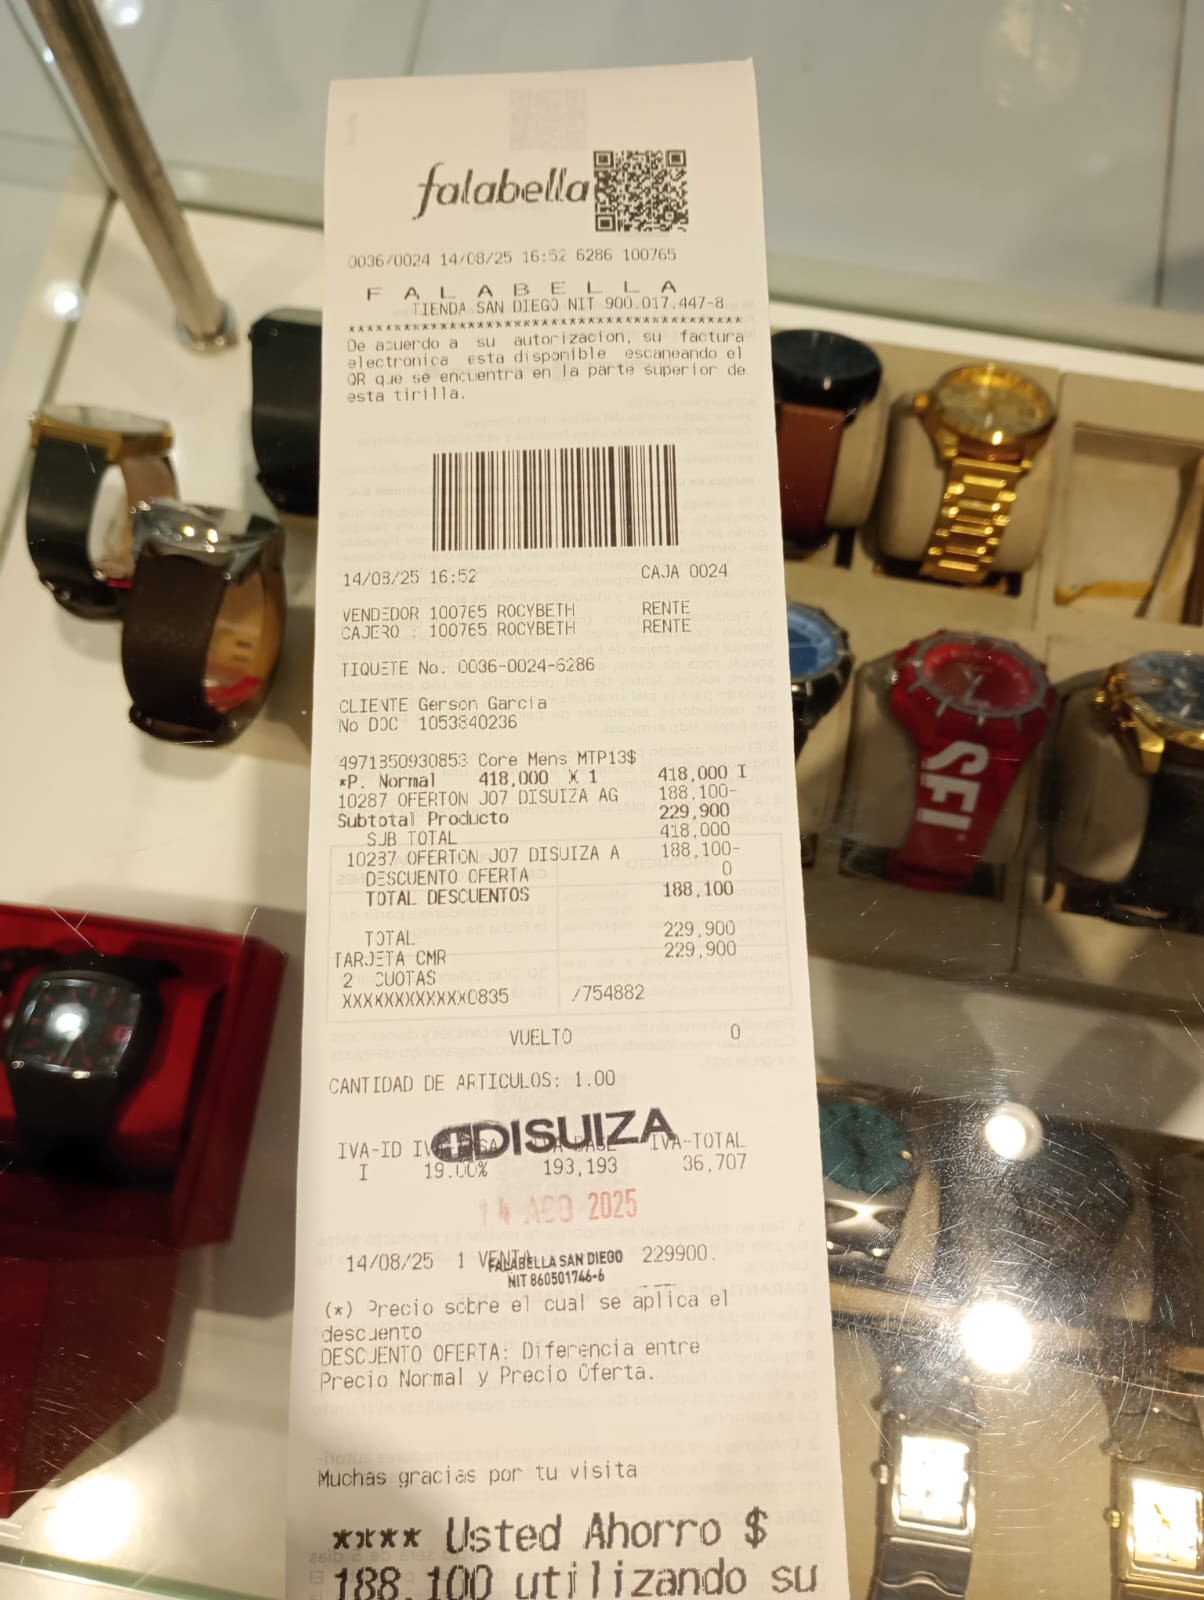 falabella
0036/0024 14/08/25 16:52 6286 100765
F A L A B E L L A
TIENDA SAN DIEGO NIT 900.017.447-8
************************************************
De acuerdo a su autorizacion, su factura
electronica esta disponible escaneando el
QR que se encuentra en la parte superior de
esta tirilla.
14/08/25 16:52 CAJA 0024
VENDEDOR 100765 ROCYBETH RENTE
CAJERO : 100765 ROCYBETH RENTE
TIQUETE No. 0036-0024-6286
CLIENTE Gerson Garcia
No DOC 1053840236
4971850930853 Core Mens MTP13$
*P. Normal 418,000 X 1 418,000 I
10287 OFERTON J07 DISUIZA AG 188,100-
Subtotal Producto 229,900
SUB TOTAL 418,000
10287 OFERTON J07 DISUIZA A 188,100-
DESCUENTO OFERTA 0
TOTAL DESCUENTOS 188,100
TOTAL 229,900
TARJETA CMR 229,900
2 CUOTAS
XXXXXXXXXXXX0835 /754882
VUELTO 0
CANTIDAD DE ARTICULOS: 1.00
DISUIZA
IVA-ID IVA-TOTAL
I 19.00% 193,193 36,707
14 AGO 2025
14/08/25 1 VENTA 229900.
FALABELLA SAN DIEGO
NIT 860501746-6
(*) Precio sobre el cual se aplica el
descuento
DESCUENTO OFERTA: Diferencia entre
Precio Normal y Precio Oferta.
Muchas gracias por tu visita
**** Usted Ahorro $
188,100 utilizando su
SFI.